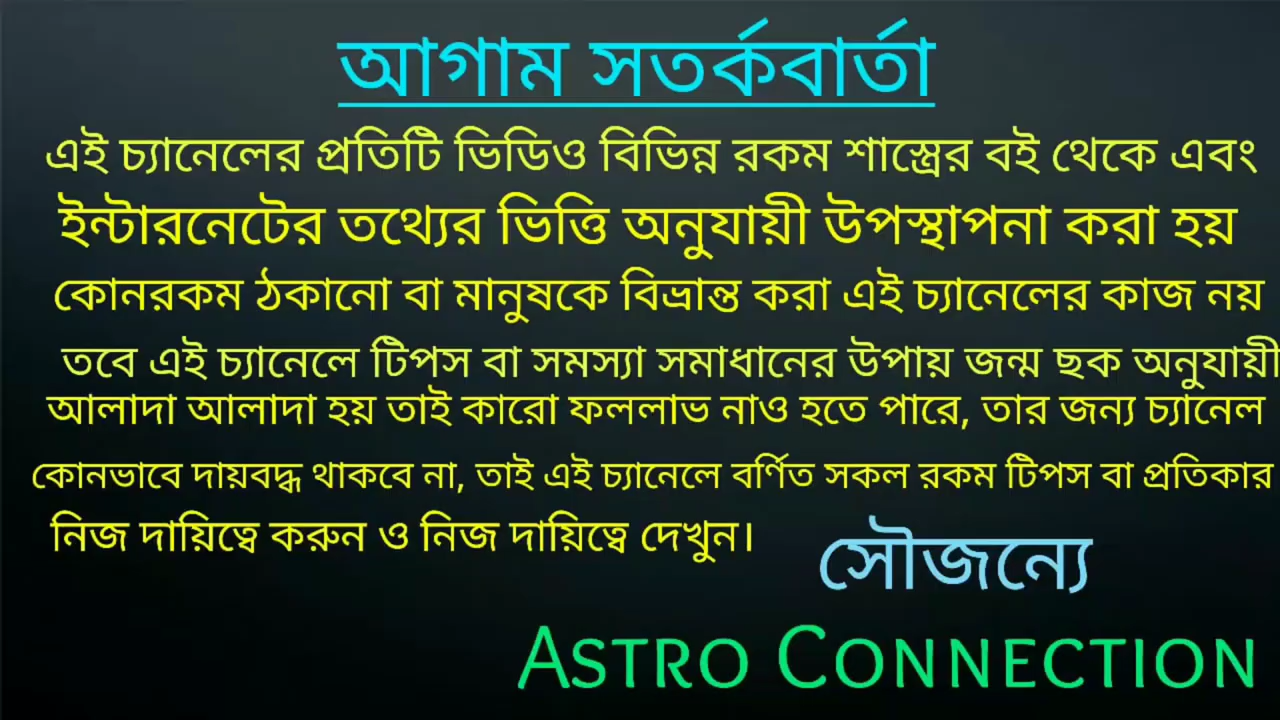 আগাম সতর্কবার্তা
এই চ্যানেলের প্রতিটি ভিডিও বিভিন্ন রকম শাস্ত্রের বই থেকে এবং
ইন্টারনেটের তথ্যের ভিত্তি অনুযায়ী উপস্থাপনা করা হয়
কোনরকম ঠকানো বা মানুষকে বিভ্রান্ত করা এই চ্যানেলের কাজ নয়
তবে এই চ্যানেলে টিপস বা সমস্যা সমাধানের উপায় জন্ম ছক অনুযায়ী
আলাদা আলাদা হয় তাই কারো ফললাভ নাও হতে পারে, তার জন্য চ্যানেল
কোনভাবে দায়বদ্ধ থাকবে না, তাই এই চ্যানেলে বর্ণিত সকল রকম টিপস বা প্রতিকার
নিজ দায়িত্বে করুন ও নিজ দায়িত্বে দেখুন।
সৌজন্যে
ASTRO CONNECTION